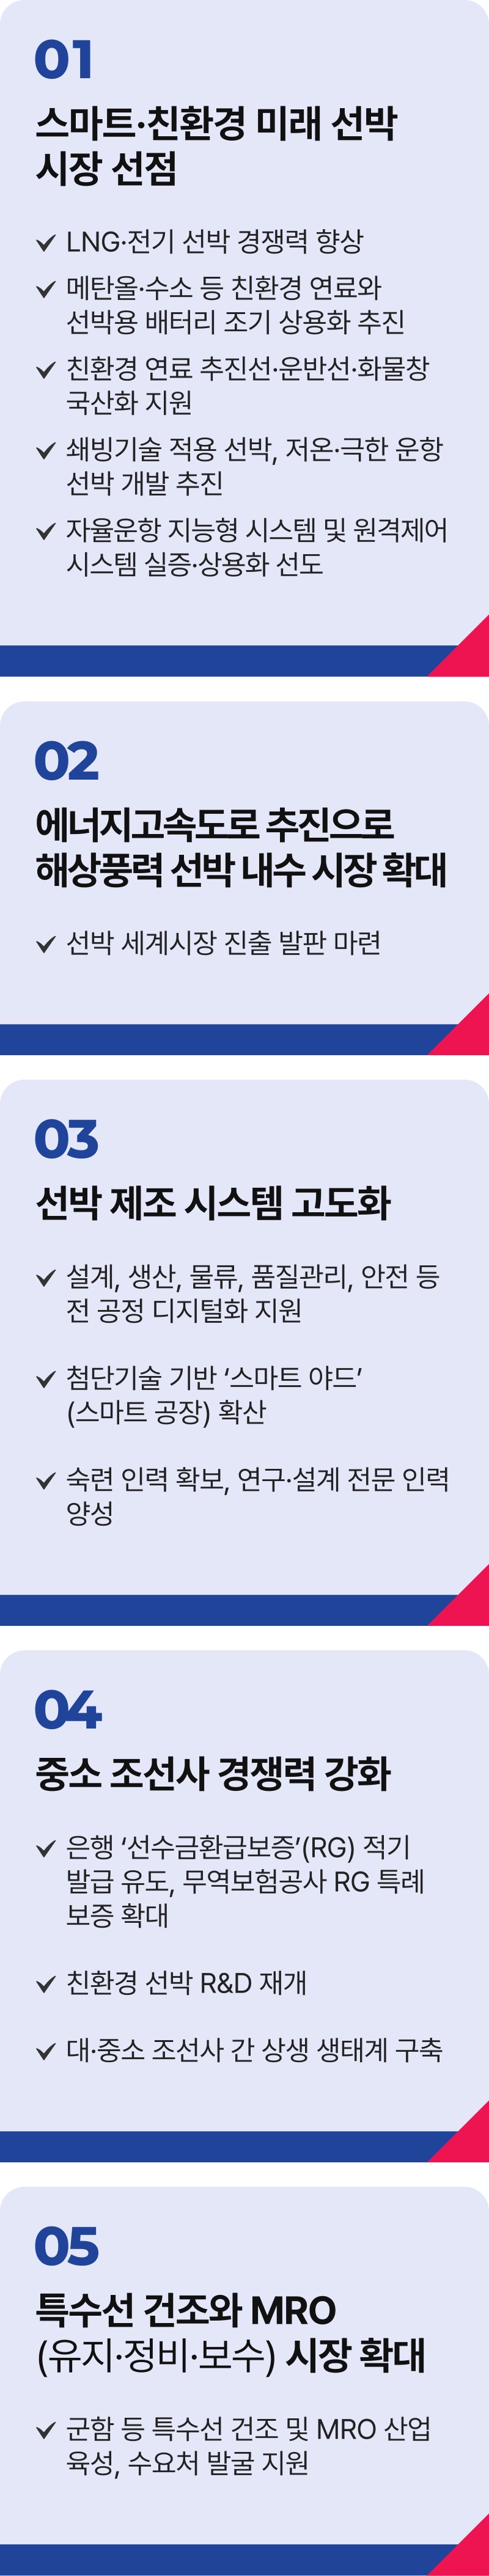 01
스마트·친환경 미래 선박
시장 선점
LNG·전기 선박 경쟁력 향상
메탄올·수소 등 친환경 연료와
선박용 배터리 조기 상용화 추진
친환경 연료 추진선·운반선·화물창
국산화 지원
쇄빙기술 적용 선박, 저온·극한 운항
선박 개발 추진
자율운항 지능형 시스템 및 원격제어
시스템 실증·상용화 선도
02
에너지고속도로 추진으로
해상풍력 선박 내수 시장 확대
선박 세계시장 진출 발판 마련
03
선박 제조 시스템 고도화
설계, 생산, 물류, 품질관리, 안전 등
전 공정 디지털화 지원
첨단기술 기반 ‘스마트 야드’
(스마트 공장) 확산
숙련 인력 확보, 연구·설계 전문 인력
양성
04
중소 조선사 경쟁력 강화
은행 ‘선수금환급보증’(RG) 적기
발급 유도, 무역보험공사 RG 특례
보증 확대
친환경 선박 R&D 재개
대·중소 조선사 간 상생 생태계 구축
05
특수선 건조와 MRO
(유지·정비·보수) 시장 확대
군함 등 특수선 건조 및 MRO 산업
육성, 수요처 발굴 지원